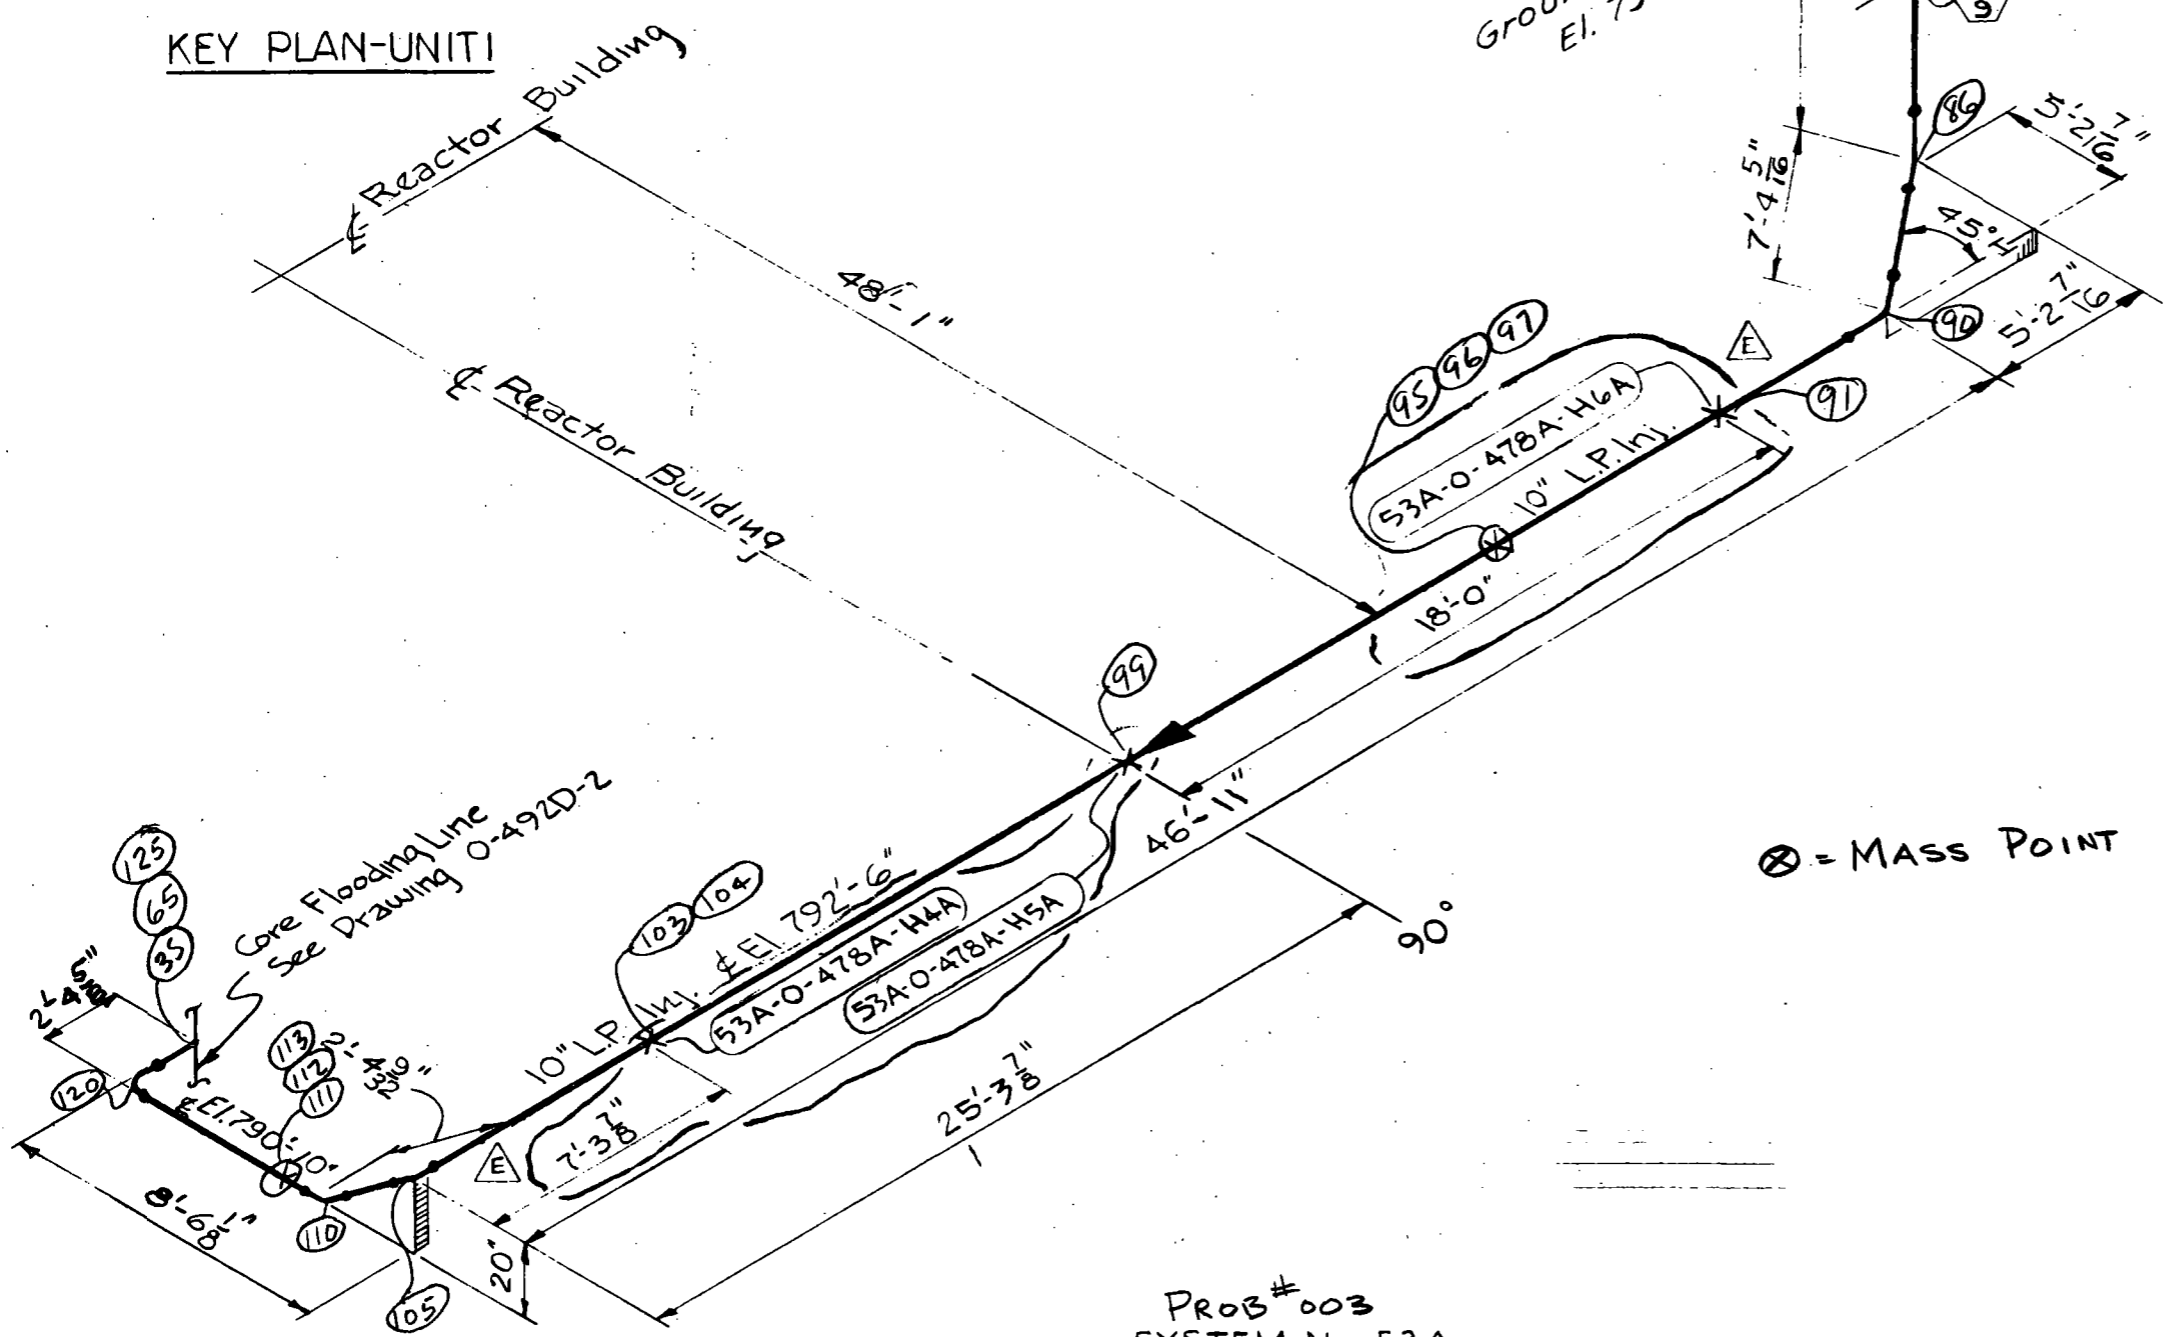 KEY PLAN-UNIT1
℄ Reactor Building
℄ Reactor Building
48'-1"
El.
9
86
5'-2 7/16"
7'-4 5/16"
45°
90
5'-2 7/16"
E
91
95 96 97
53A-0-478A-H6A
10" L.P. Inj.
18'-0"
99
46'-11"
⊗ = MASS POINT
90°
125
65
35
Core Flooding Line
See Drawing 0-492D-2
103 104
℄ El 792'-6"
53A-0-478A-H4A
53A-0-478A-H5A
10" L.P. Inj.
113
112
111
120
℄ El. 790'-10"
7'-3 7/8"
25'-3 7/8"
E
8'-6 1/8"
110
20"
105
PROB # 003